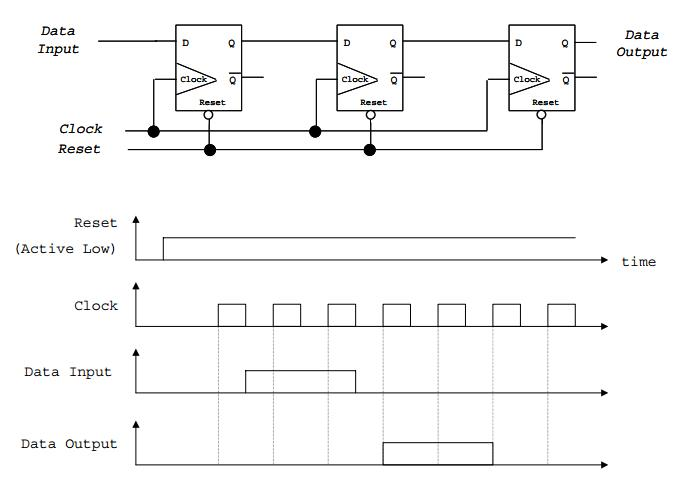 Data
Input
D
Q
Clock
Q
Reset
D
Q
Clock
Q
Reset
D
Q
Clock
Q
Reset
Data
Output
Clock
Reset
Reset
(Active Low)
time
Clock
Data Input
Data Output